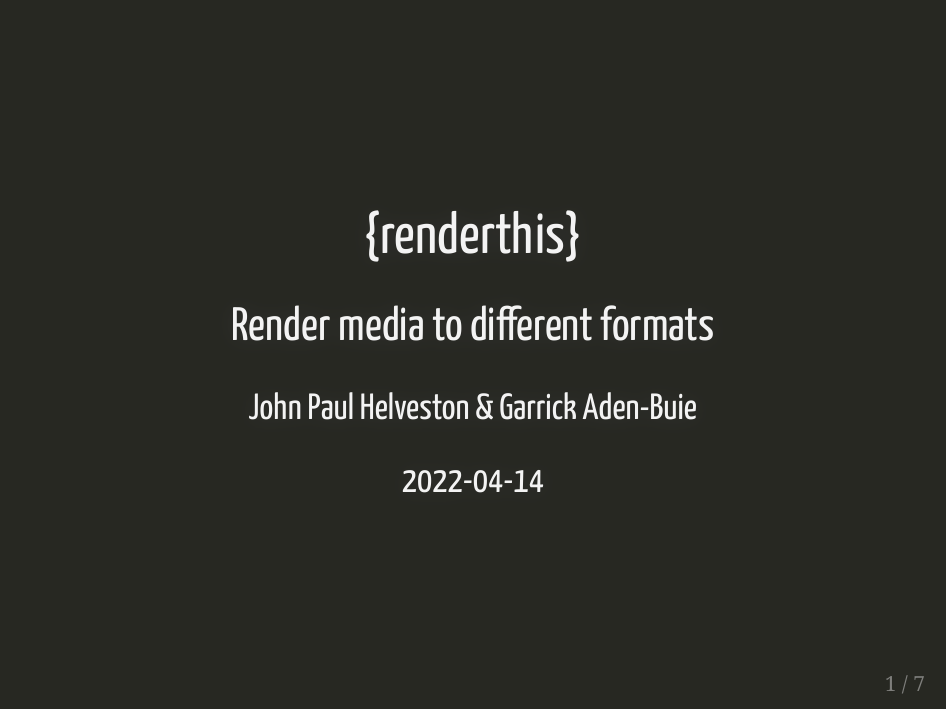 {renderthis}
Render media to different formats
John Paul Helveston & Garrick Aden-Buie
2022-04-14
1 / 7